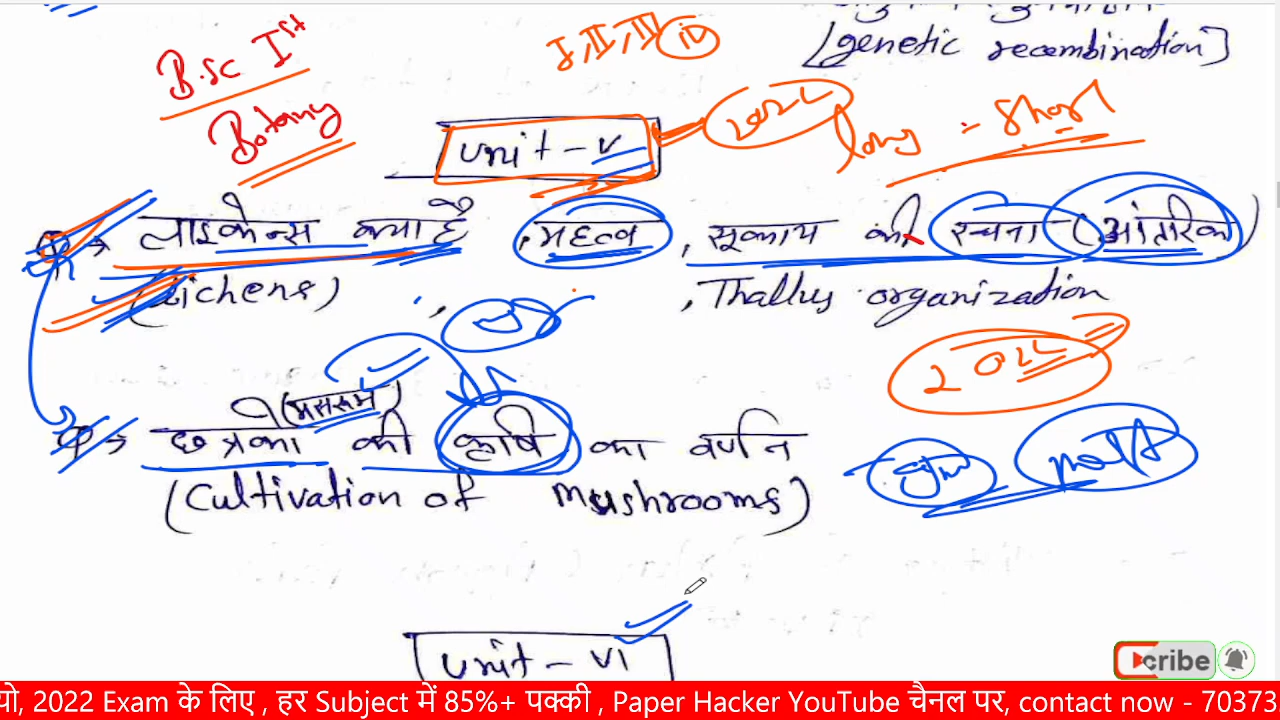 [genetic recombination]
I, II, III iv
B.sc Ist
Botany
unit - V
2022
long = short
Q → लाइकेन्स क्या है, महत्व, सूकाय की रचना (आंतरिक)
(Lichens), , Thallus organization
2022
(मशरूम)
Q → छत्रकों की कृषि का वर्णन
(Cultivation of mushrooms)
unit - VI
cribe
यो, 2022 Exam के लिए , हर Subject में 85%+ पक्की , Paper Hacker YouTube चैनल पर, contact now - 70373